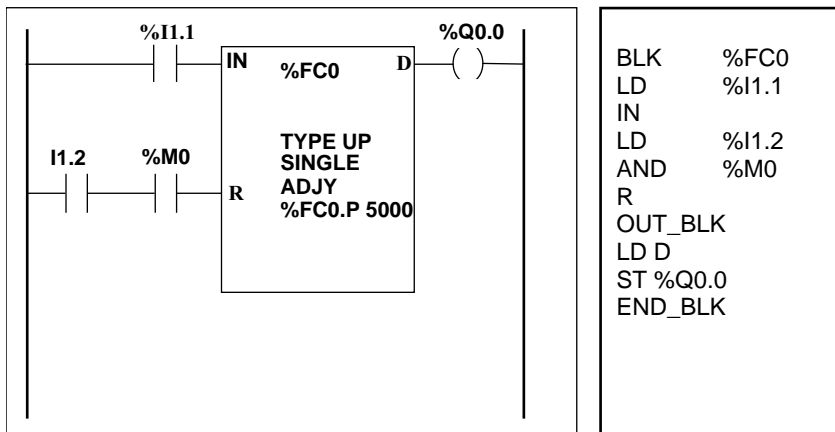 %I1.1
%Q0.0
IN
%FC0
D
TYPE UP
SINGLE
ADJY
%FC0.P 5000
I1.2
%M0
R
BLK %FC0
LD %I1.1
IN
LD %I1.2
AND %M0
R
OUT_BLK
LD D
ST %Q0.0
END_BLK